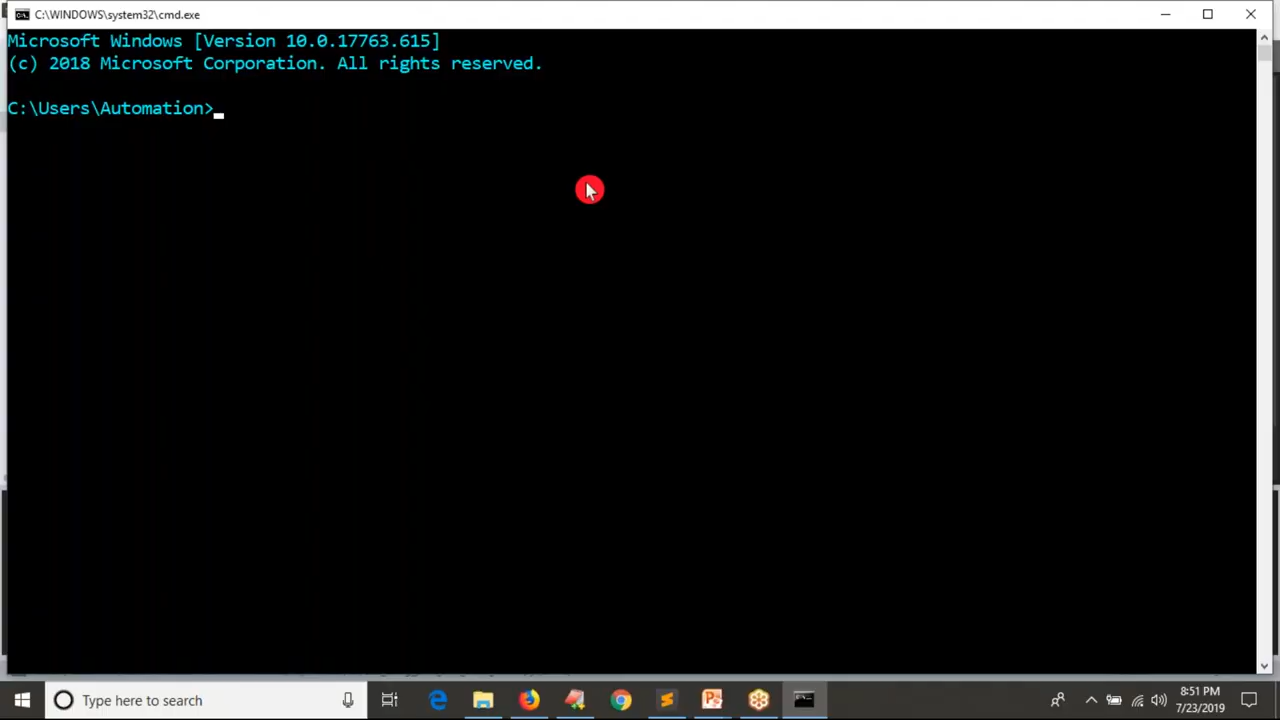 C:\WINDOWS\system32\cmd.exe
Microsoft Windows [Version 10.0.17763.615]
(c) 2018 Microsoft Corporation. All rights reserved.
C:\Users\Automation>
Type here to search
8:51 PM
7/23/2019